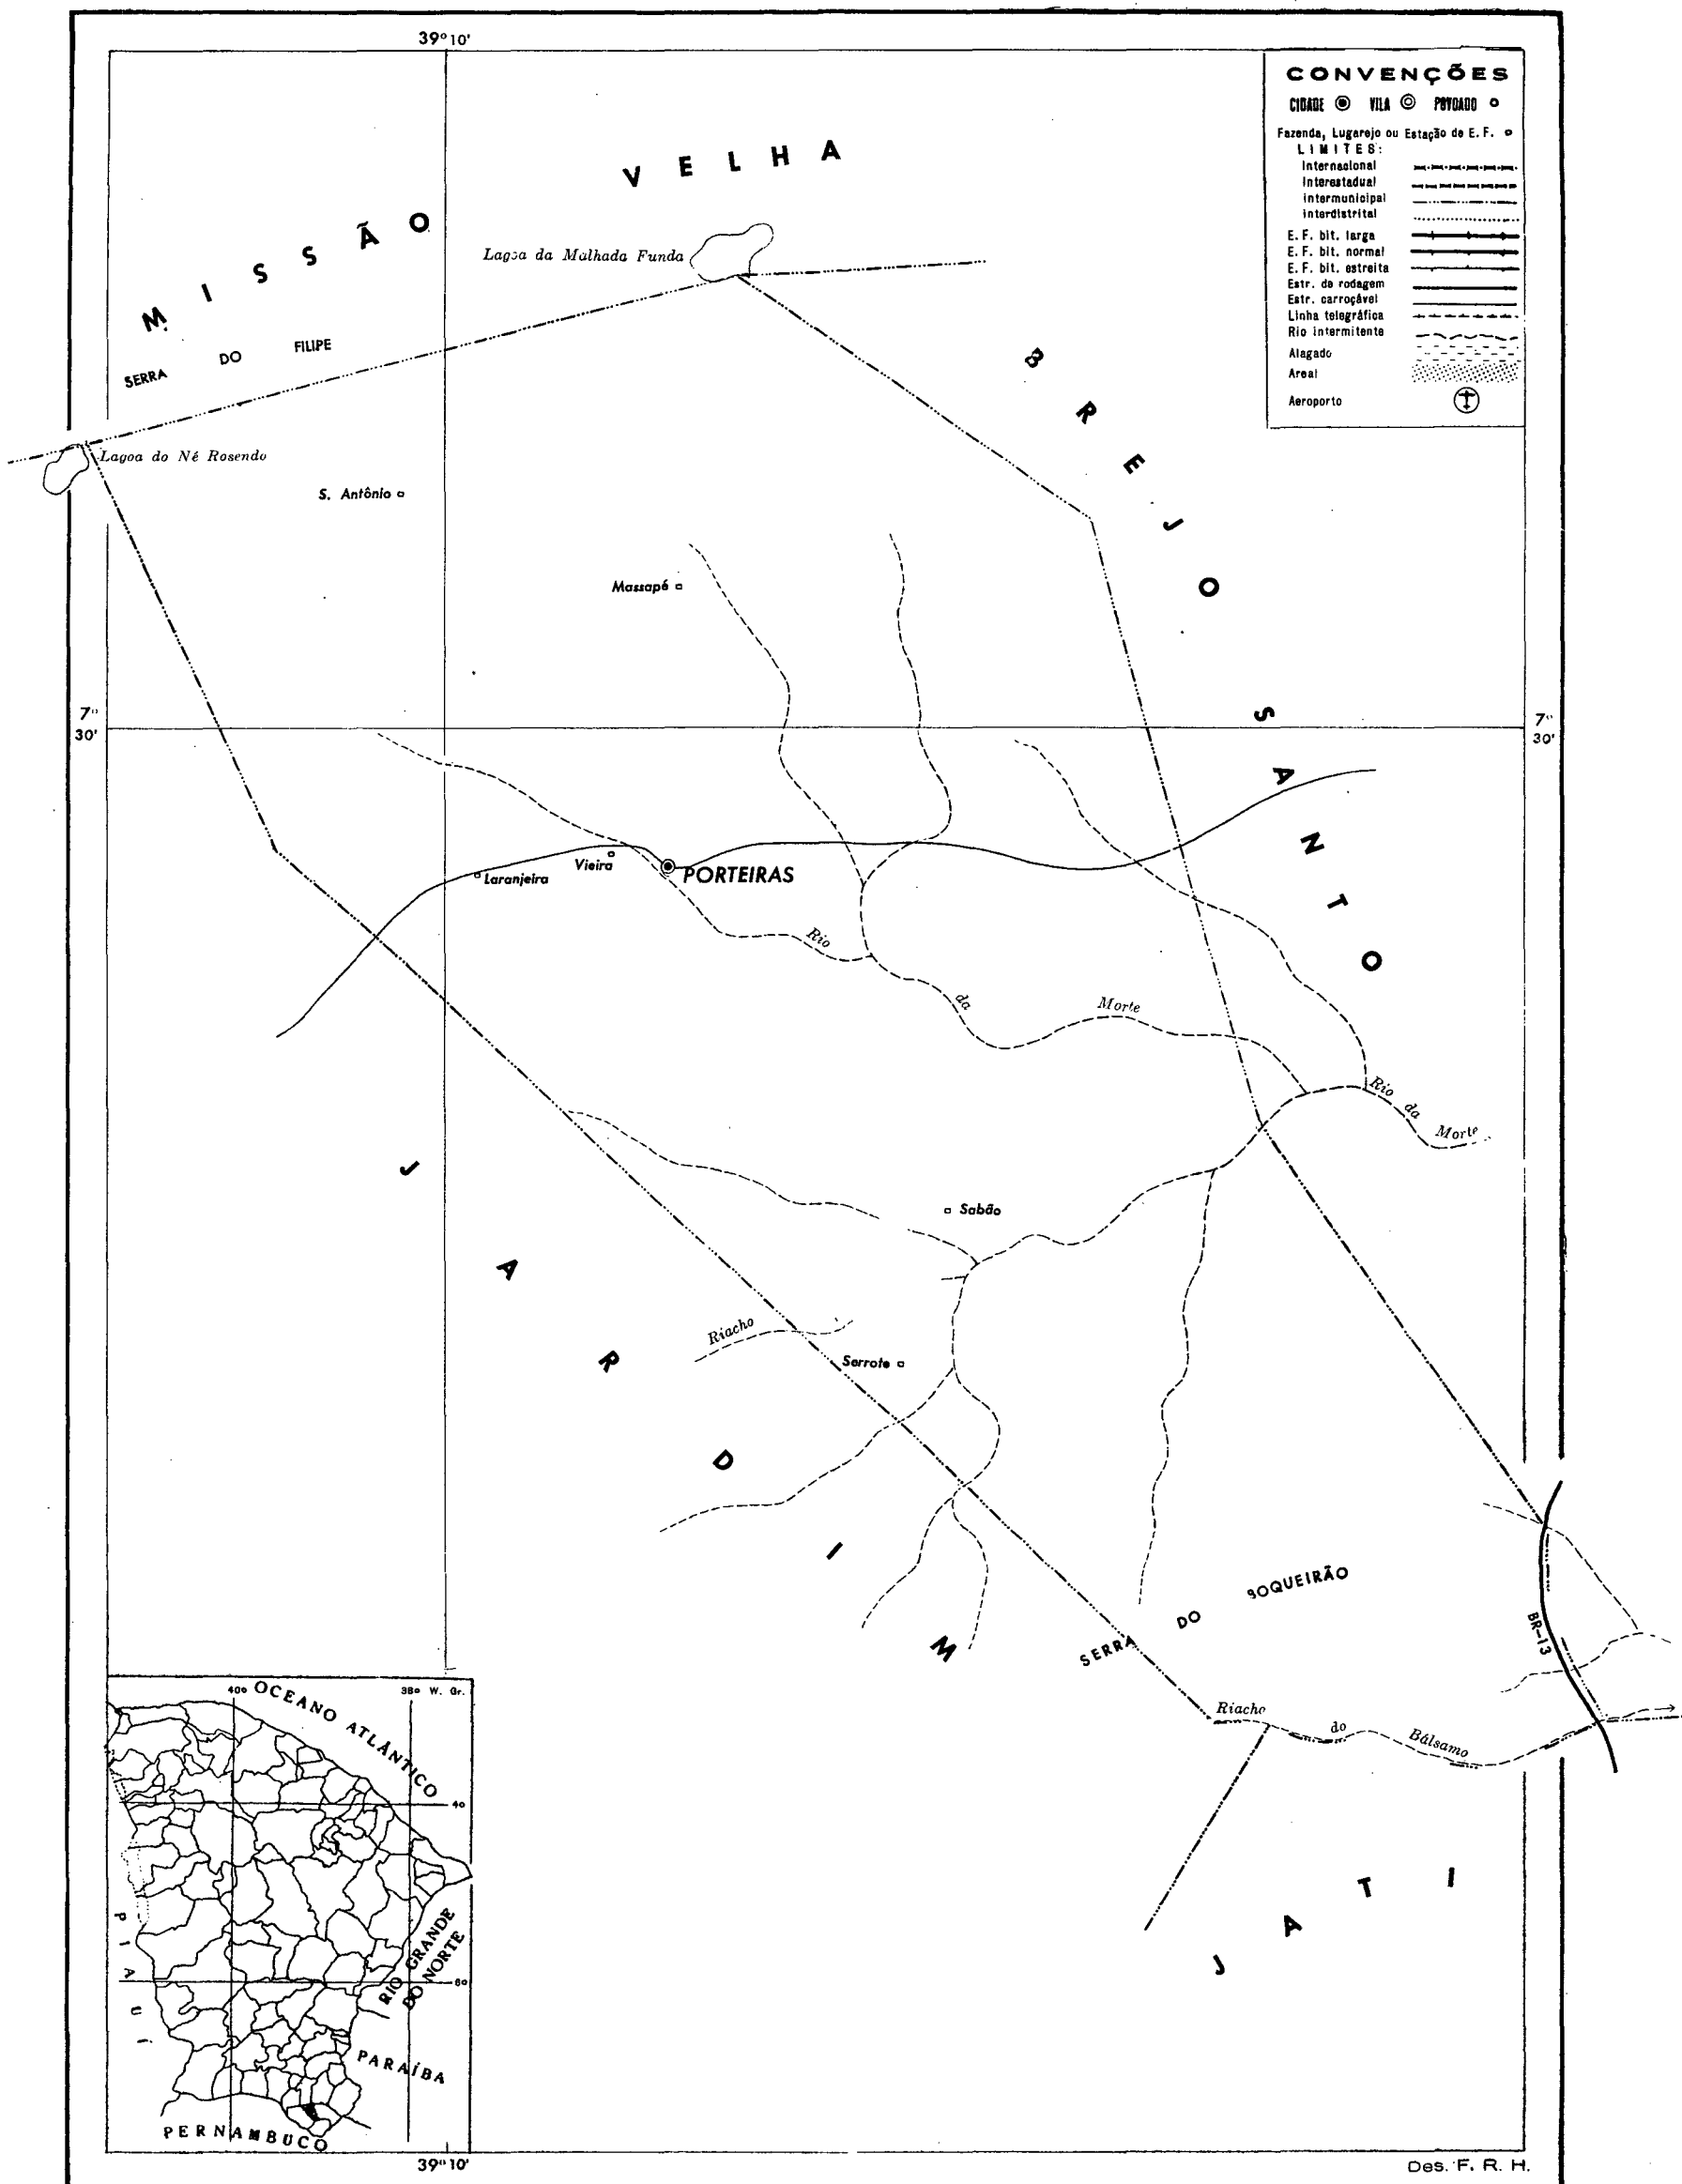 39° 10'
CONVENÇÕES
CIDADE VILA POVOADO
Fazenda, Lugarejo ou Estação de E. F.
LIMITES:
Internacional
Interestadual
Intermunicipal
Interdistrital
E. F. bit. larga
E. F. bit. normal
E. F. bit. estreita
Estr. de rodagem
Estr. carroçável
Linha telegráfica
Rio intermitente
Alagado
Areal
Aeroporto
MISSÃO VELHA
Lagoa da Malhada Funda
SERRA DO FILIPE
Lagoa do Né Rosendo
S. Antônio
BREJO SANTO
Massapé
7° 30'
7° 30'
Vieira
Laranjeira
PORTEIRAS
Rio da Morte
Rio da Morte
JARDIM
Sabão
Riacho
Serrote
SERRA DO BOQUEIRÃO
BR-13
Riacho do Bálsamo
JATI
40° 38° W. Gr.
OCEANO ATLÂNTICO
4°
PIAUÍ
RIO GRANDE
DO NORTE
6°
PARAÍBA
PERNAMBUCO
39° 10'
Des. F. R. H.